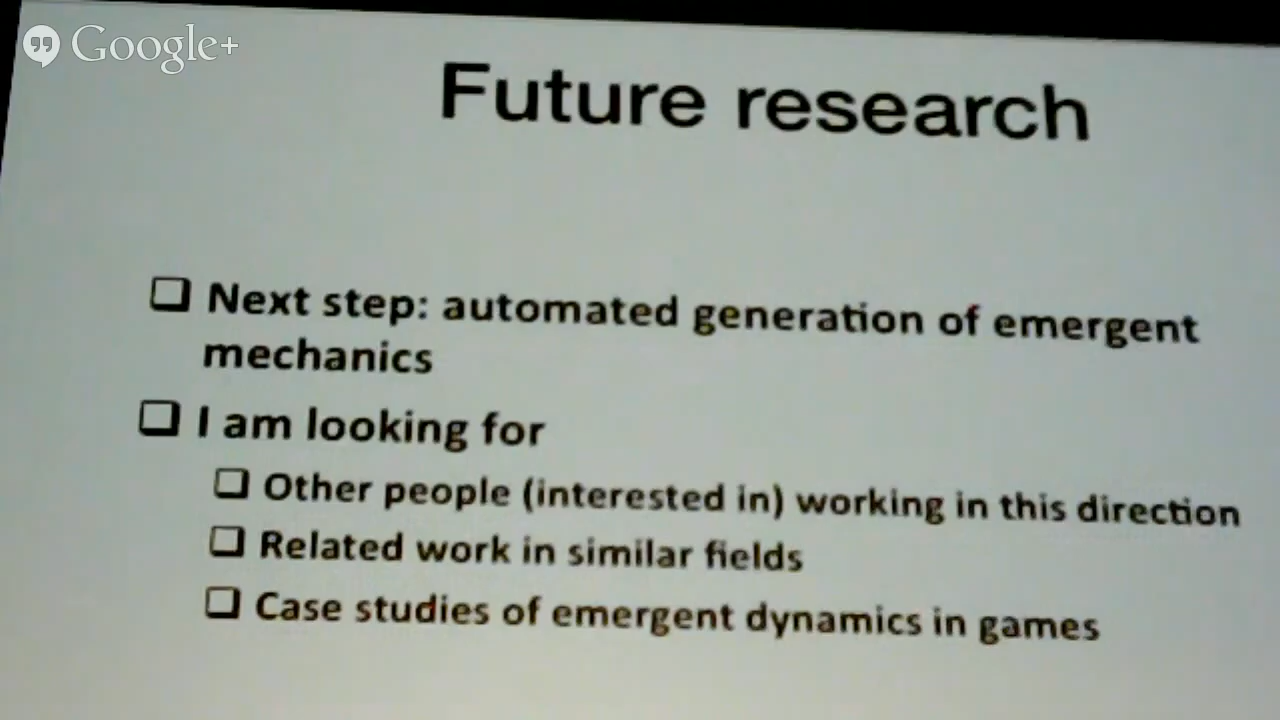 Google+
Future research
Next step: automated generation of emergent
mechanics
I am looking for
Other people (interested in) working in this direction
Related work in similar fields
Case studies of emergent dynamics in games